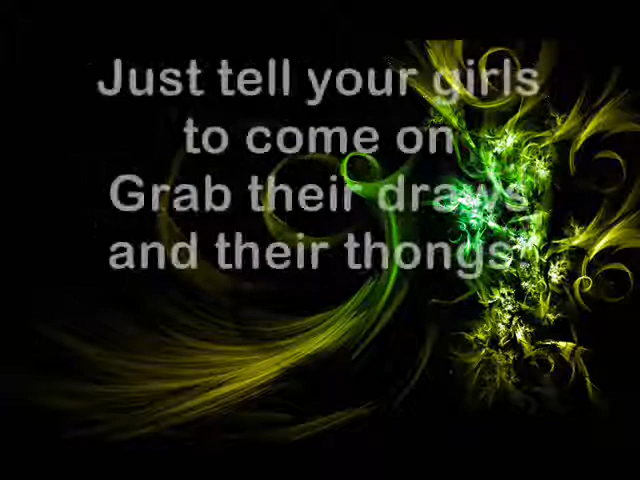 Just tell your girls
to come on
Grab their draws
and their thongs